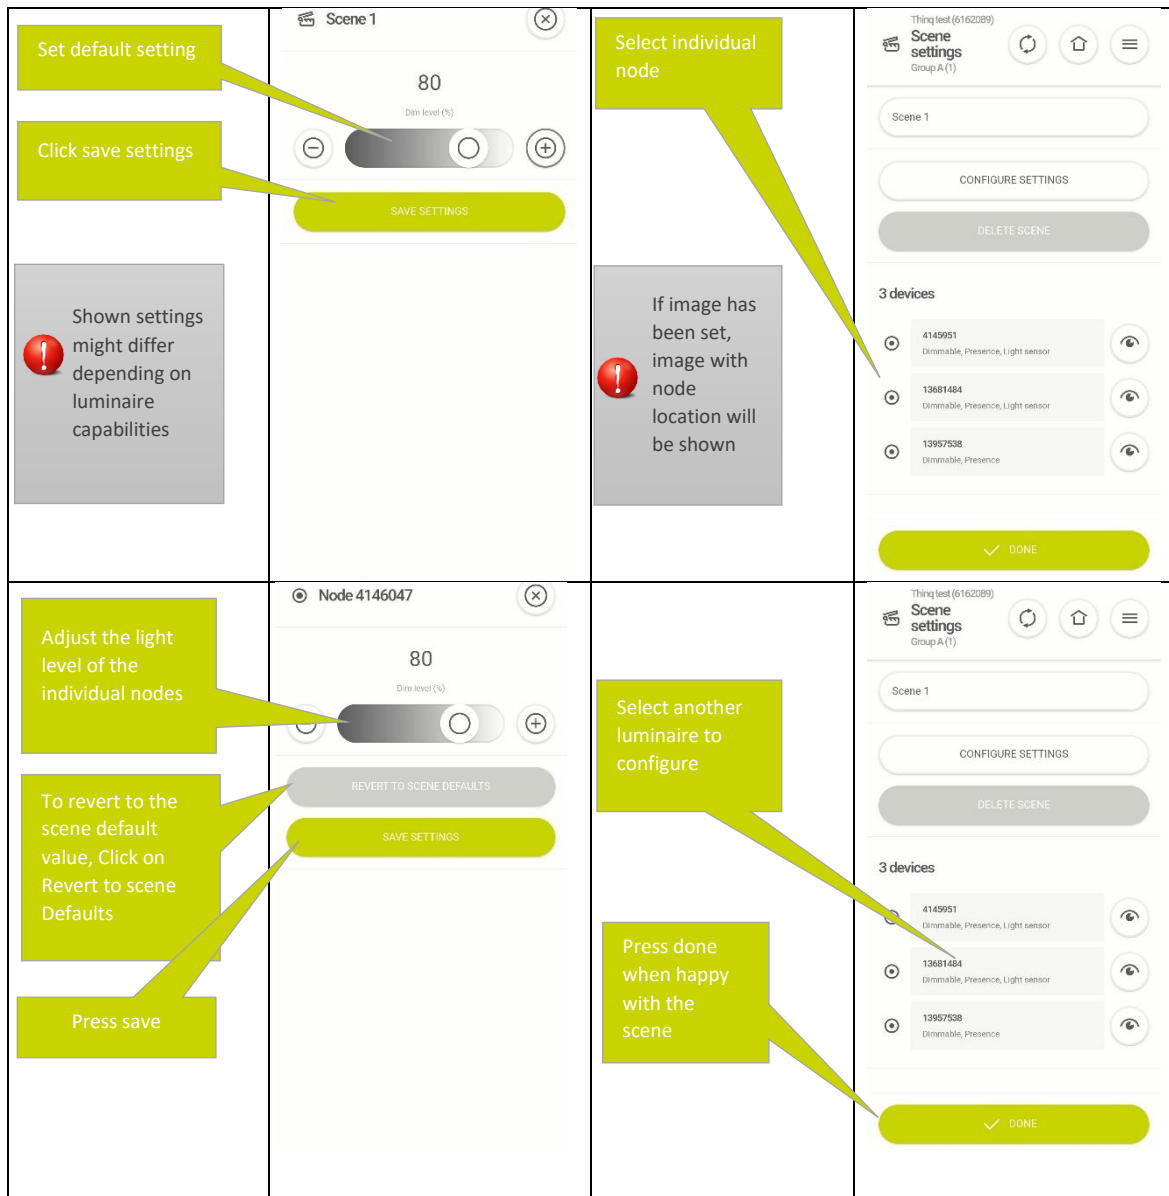 Set default setting
Click save settings
Shown settings
might differ
depending on
luminaire
capabilities
Scene 1
80
Dim level (%)
SAVE SETTINGS
Select individual
node
If image has
been set,
image with
node
location will
be shown
Thinq test (6162089)
Scene
settings
Group A (1)
Scene 1
CONFIGURE SETTINGS
DELETE SCENE
3 devices
4145951
Dimmable, Presence, Light sensor
13681484
Dimmable, Presence, Light sensor
13957538
Dimmable, Presence
DONE
Adjust the light
level of the
individual nodes
To revert to the
scene default
value, Click on
Revert to scene
Defaults
Press save
Node 4146047
80
Dim level (%)
REVERT TO SCENE DEFAULTS
SAVE SETTINGS
Select another
luminaire to
configure
Press done
when happy
with the
scene
Thinq test (6162089)
Scene
settings
Group A (1)
Scene 1
CONFIGURE SETTINGS
DELETE SCENE
3 devices
4145951
Dimmable, Presence, Light sensor
13681484
Dimmable, Presence, Light sensor
13957538
Dimmable, Presence
DONE